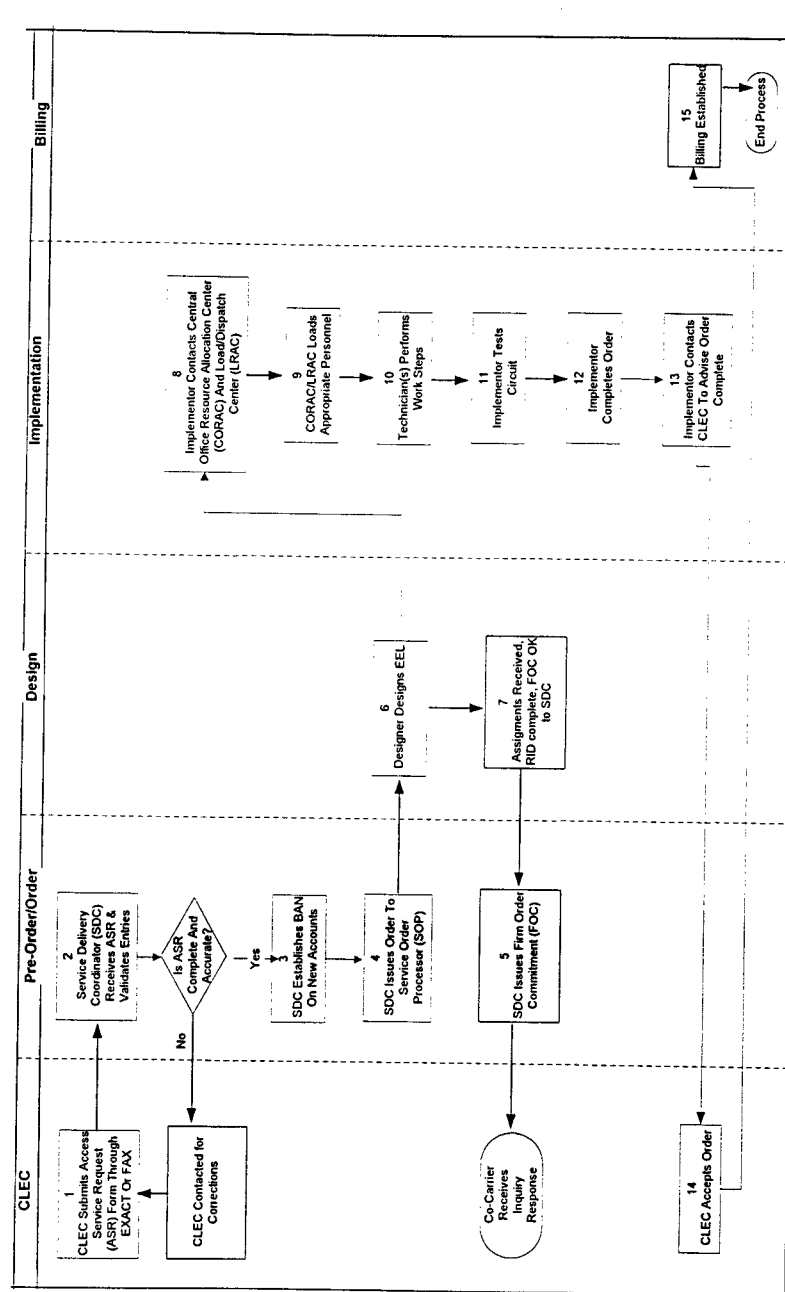 CLEC
Pre-Order/Order
Design
Implementation
Billing
1
CLEC Submits Access
Service Request
(ASR) Form Through
EXACT Or FAX
2
Service Delivery
Coordinator (SDC)
Receives ASR &
Validates Entries
Is ASR
Complete And
Accurate?
No
Yes
CLEC Contacted for
Corrections
3
SDC Establishes BAN
On New Accounts
4
SDC Issues Order To
Service Order
Processor (SOP)
6
Designer Designs EEL
7
Assigments Received,
RID complete, FOC OK
to SDC
5
SDC Issues Firm Order
Commitment (FOC)
Co-Carrier
Receives
Inquiry
Response
8
Implementor Contacts Central
Office Resource Allocation Center
(CORAC) And Load/Dispatch
Center (LRAC)
9
CORAC/LRAC Loads
Appropriate Personnel
10
Technician(s) Performs
Work Steps
11
Implementor Tests
Circuit
12
Implementor
Completes Order
13
Implementor Contacts
CLEC To Advise Order
Complete
14
CLEC Accepts Order
15
Billing Established
End Process